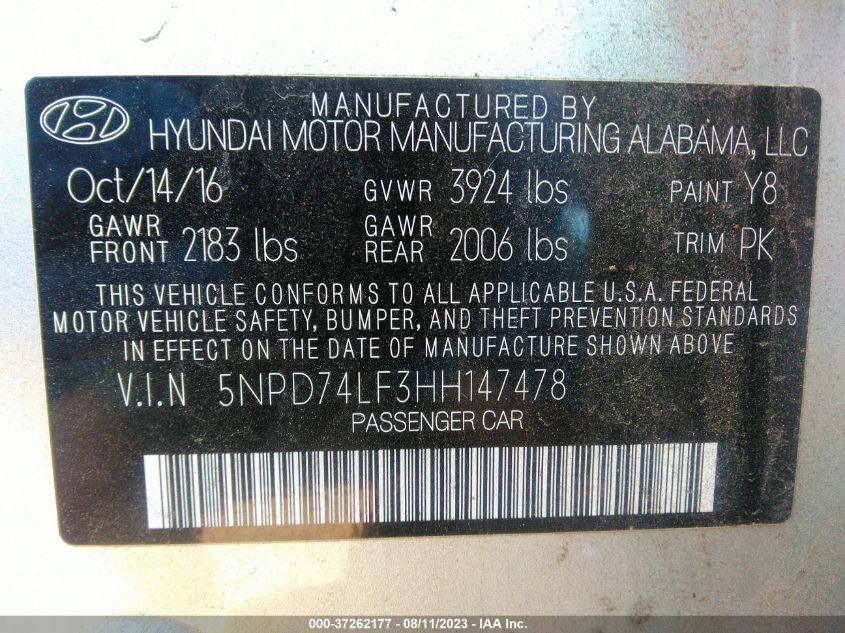 MANUFACTURED BY
HYUNDAI MOTOR MANUFACTURING ALABAMA, LLC
Oct/14/16 GVWR 3924 lbs PAINT Y8
GAWR FRONT 2183 lbs GAWR REAR 2006 lbs TRIM PK
THIS VEHICLE CONFORMS TO ALL APPLICABLE U.S.A. FEDERAL
MOTOR VEHICLE SAFETY, BUMPER, AND THEFT PREVENTION STANDARDS
IN EFFECT ON THE DATE OF MANUFACTURE SHOWN ABOVE
V.I.N 5NPD74LF3HH147478
PASSENGER CAR
000-37262177 - 08/11/2023 - IAA Inc.